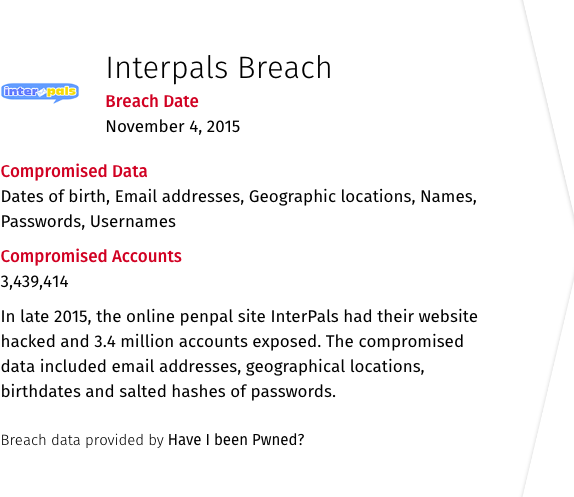 inter pals
Interpals Breach
Breach Date
November 4, 2015
Compromised Data
Dates of birth, Email addresses, Geographic locations, Names,
Passwords, Usernames
Compromised Accounts
3,439,414
In late 2015, the online penpal site InterPals had their website
hacked and 3.4 million accounts exposed. The compromised
data included email addresses, geographical locations,
birthdates and salted hashes of passwords.
Breach data provided by Have I been Pwned?